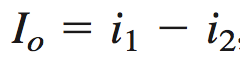 Iₒ = i₁ − i₂,